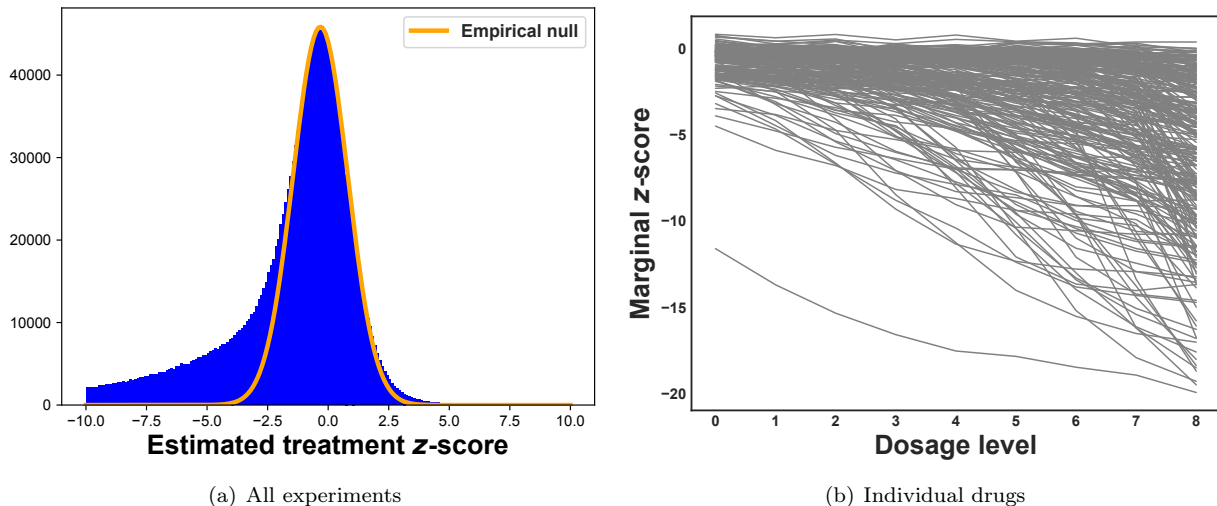 Empirical null
40000
30000
20000
10000
0
−10.0 −7.5 −5.0 −2.5 0.0 2.5 5.0 7.5 10.0
Estimated treatment z-score
(a) All experiments
0
−5
−10
−15
−20
Marginal z-score
0 1 2 3 4 5 6 7 8
Dosage level
(b) Individual drugs